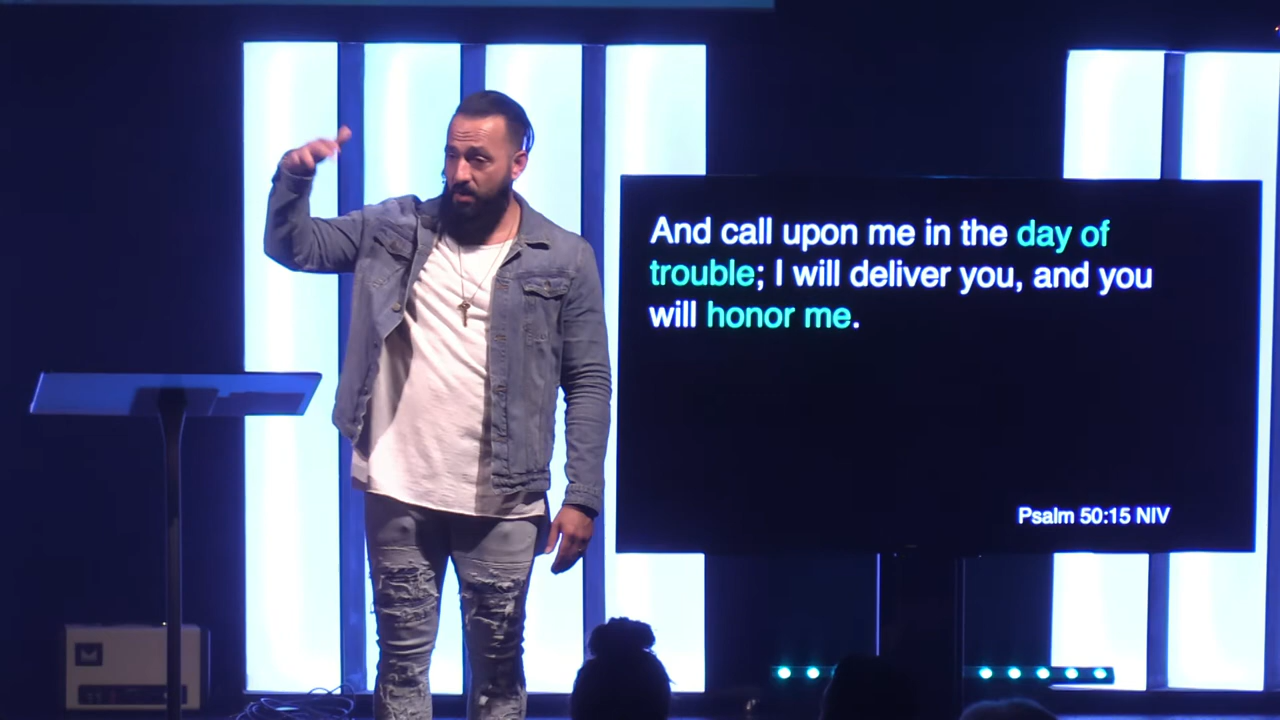 And call upon me in the day of
trouble; I will deliver you, and you
will honor me.
Psalm 50:15 NIV